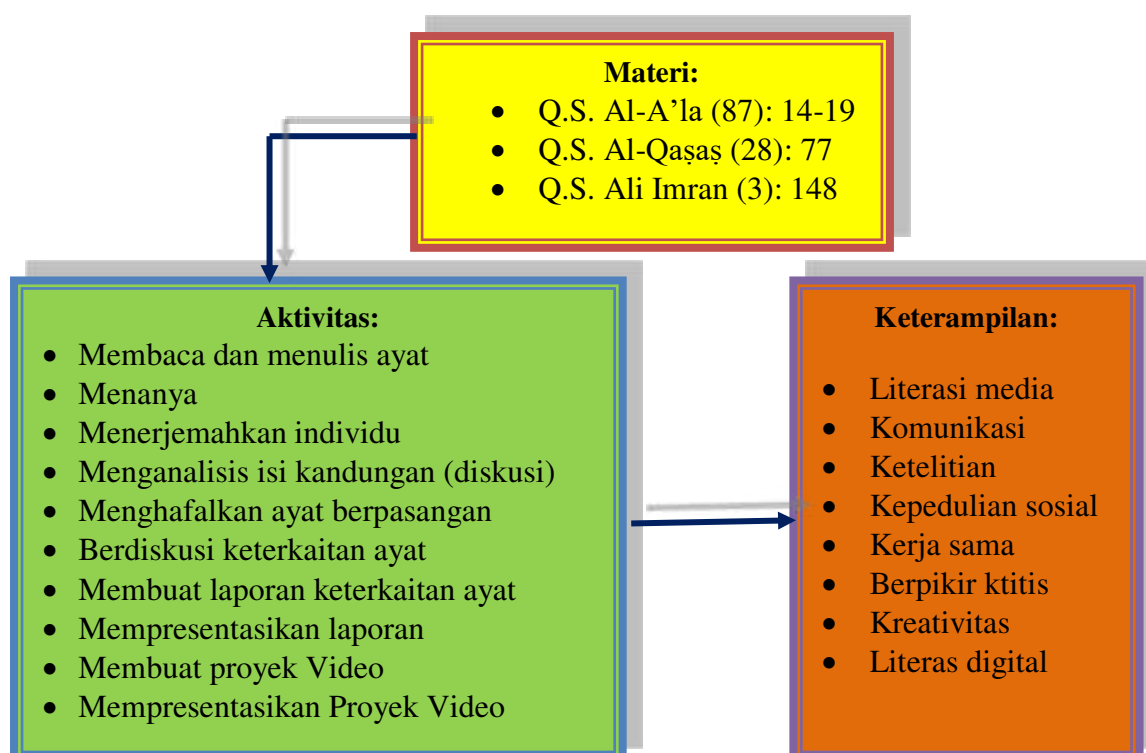 Materi:
• Q.S. Al-A’la (87): 14-19
• Q.S. Al-Qaṣaṣ (28): 77
• Q.S. Ali Imran (3): 148
Aktivitas:
• Membaca dan menulis ayat
• Menanya
• Menerjemahkan individu
• Menganalisis isi kandungan (diskusi)
• Menghafalkan ayat berpasangan
• Berdiskusi keterkaitan ayat
• Membuat laporan keterkaitan ayat
• Mempresentasikan laporan
• Membuat proyek Video
• Mempresentasikan Proyek Video
Keterampilan:
• Literasi media
• Komunikasi
• Ketelitian
• Kepedulian sosial
• Kerja sama
• Berpikir ktitis
• Kreativitas
• Literas digital